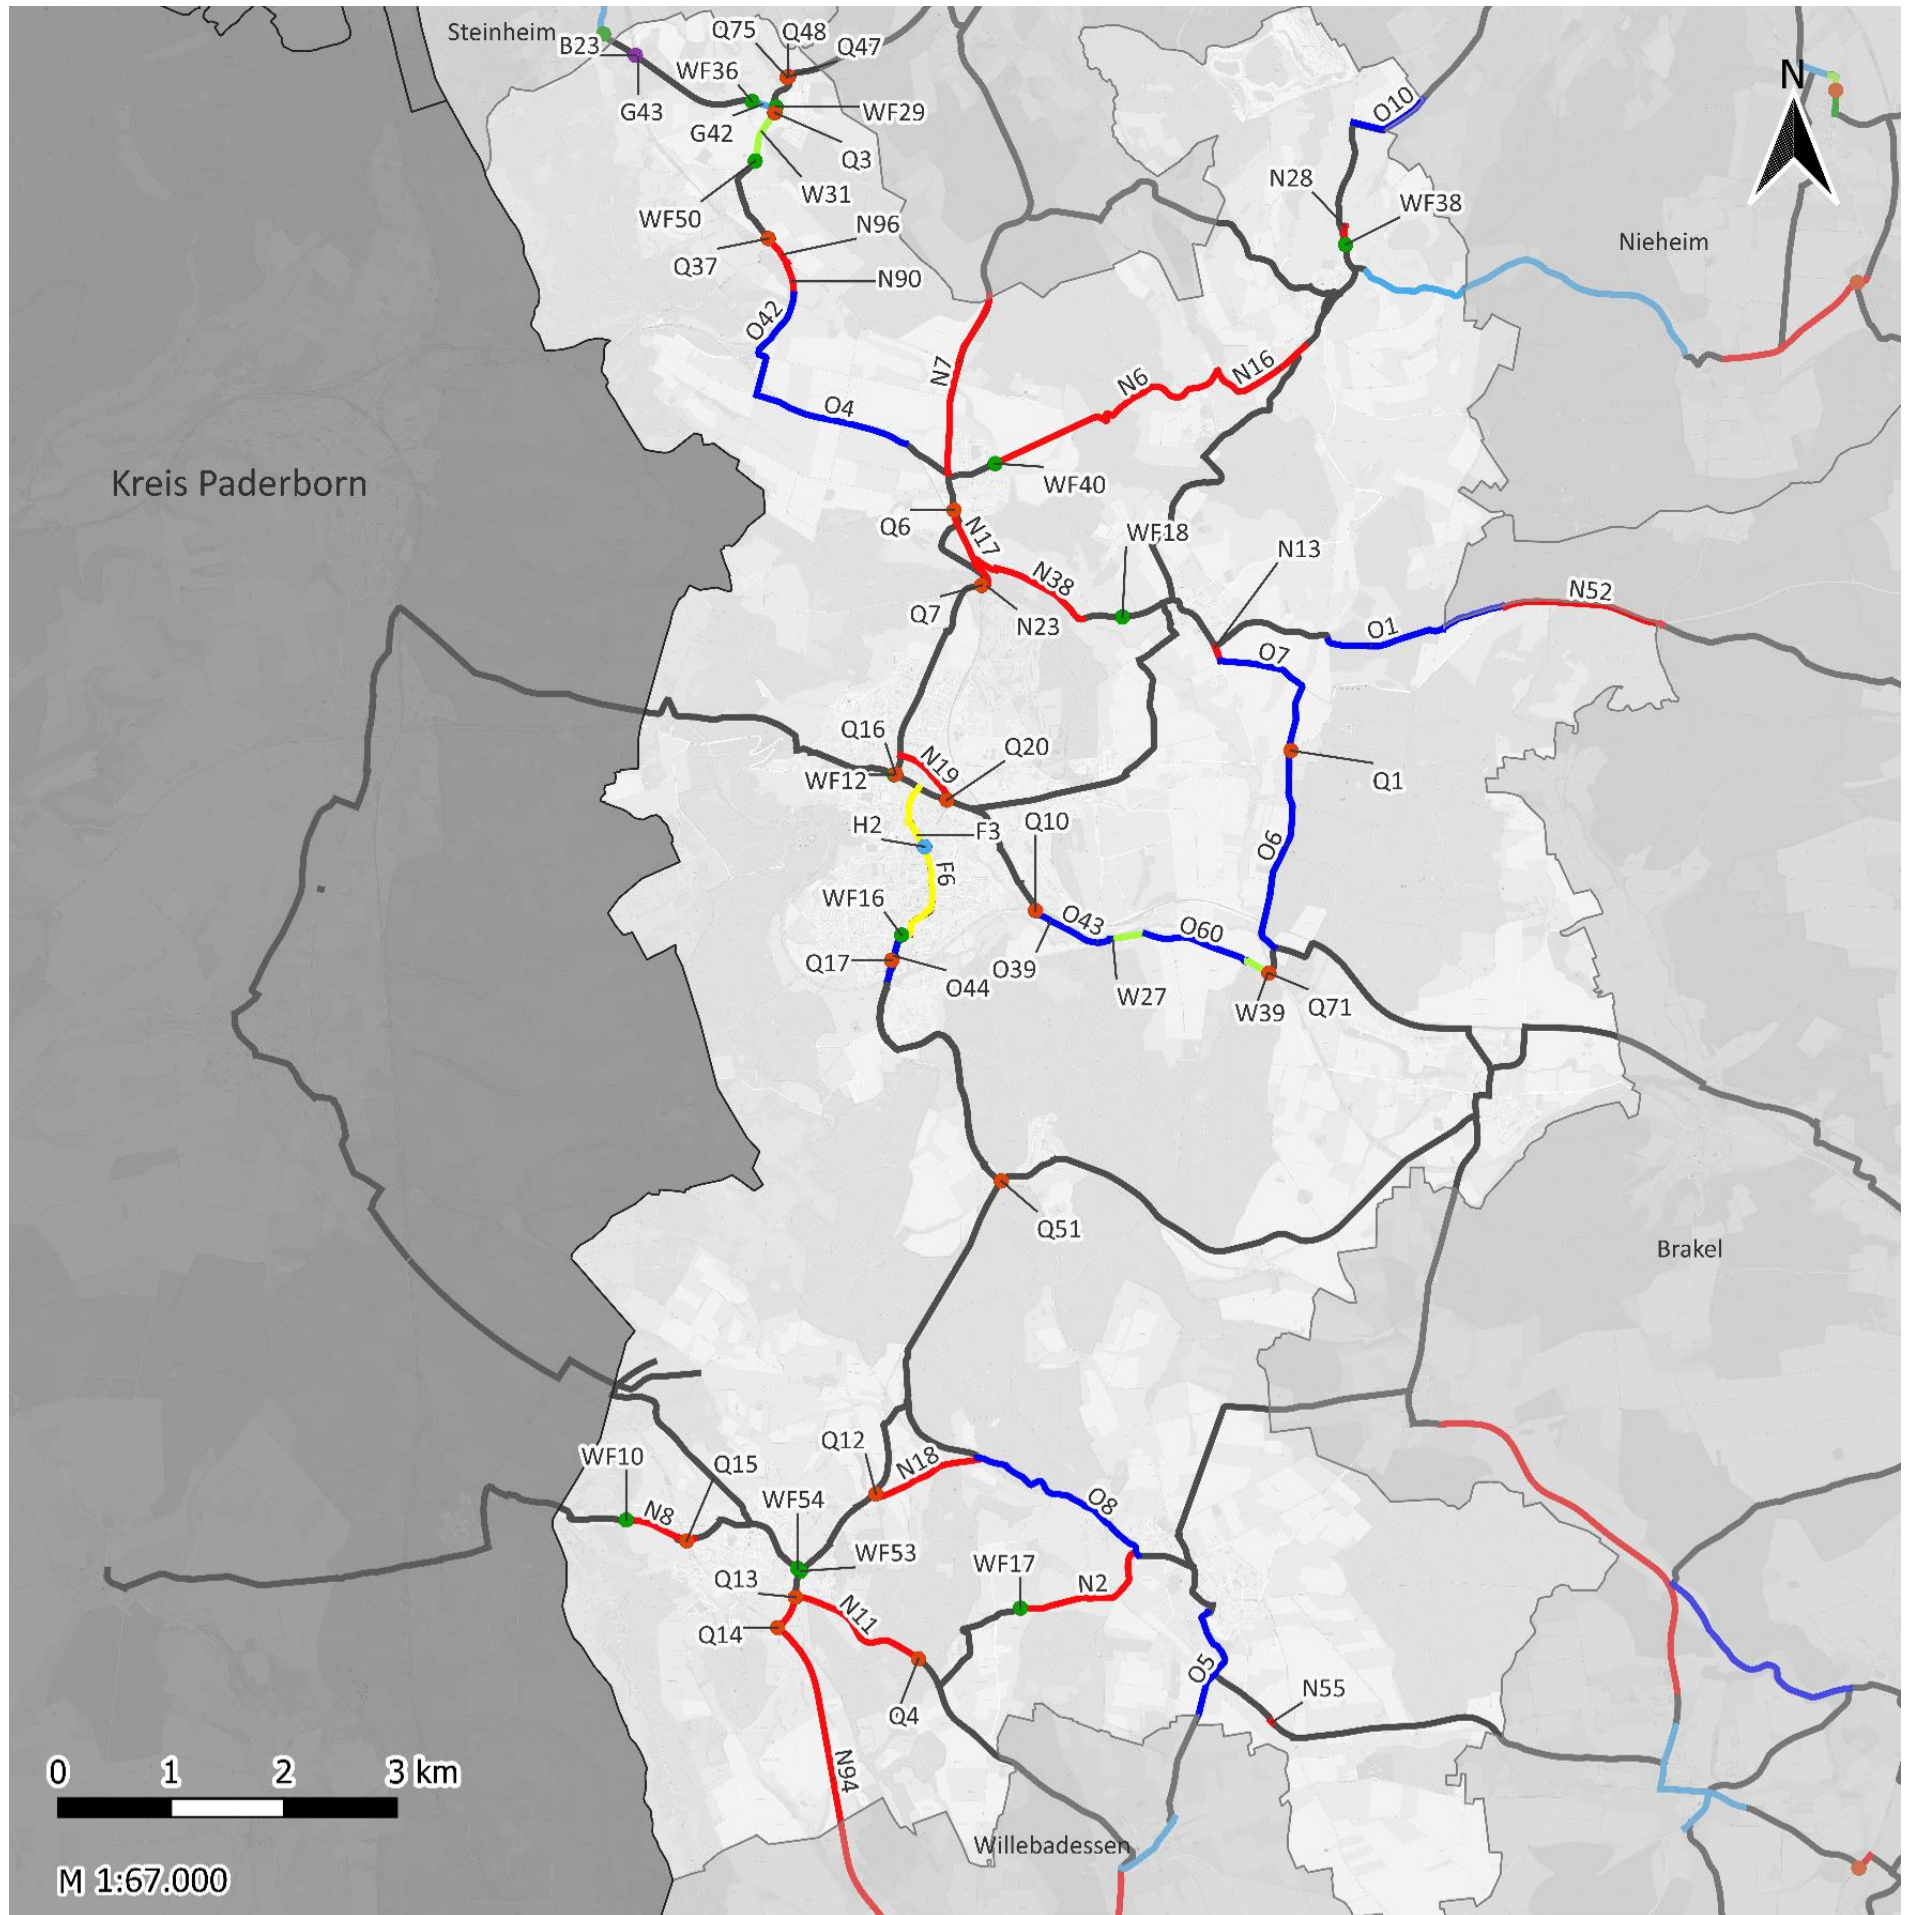 Steinheim
B23
Q75
Q48
Q47
WF36
G43
G42
WF29
Q3
W31
WF50
N96
Q37
N90
O42
O10
N
N28
WF38
Nieheim
N7
N6
N16
O4
Kreis Paderborn
WF40
Q6
N17
WF18
N13
N38
N52
Q7
N23
O1
O7
Q16
N19
Q20
WF12
Q1
H2
F3
Q10
F6
O6
WF16
O43
O60
Q17
O44
O39
W27
W39
Q71
Q51
Brakel
Q12
N18
WF10
Q15
N8
WF54
O8
WF53
WF17
N2
Q13
N11
Q14
O5
N55
Q4
N94
0 1 2 3 km
Willebadessen
M 1:67.000